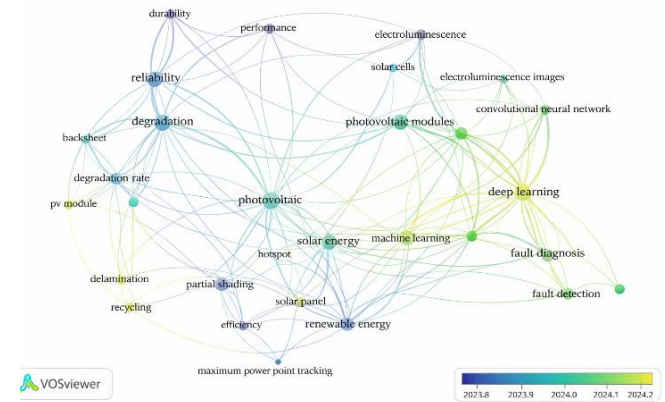 durability
performance
electroluminescence
solar cells
reliability
electroluminescence images
convolutional neural network
degradation
photovoltaic modules
backsheet
degradation rate
deep learning
pv module
photovoltaic
solar energy
machine learning
hotspot
fault diagnosis
delamination
partial shading
fault detection
recycling
solar panel
efficiency
renewable energy
maximum power point tracking
VOSviewer
2023.8 2023.9 2024.0 2024.1 2024.2